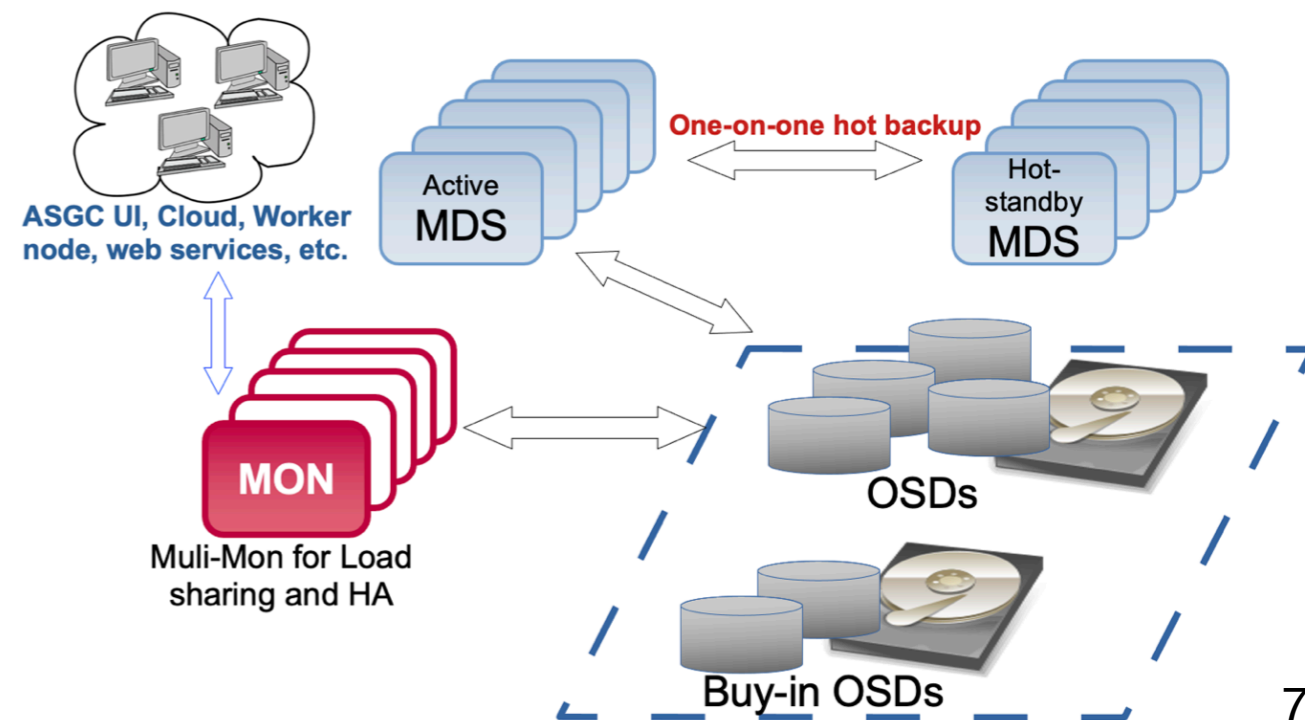 One-on-one hot backup
Active
MDS
Hot-
standby
MDS
ASGC UI, Cloud, Worker
node, web services, etc.
MON
Muli-Mon for Load
sharing and HA
OSDs
Buy-in OSDs
7